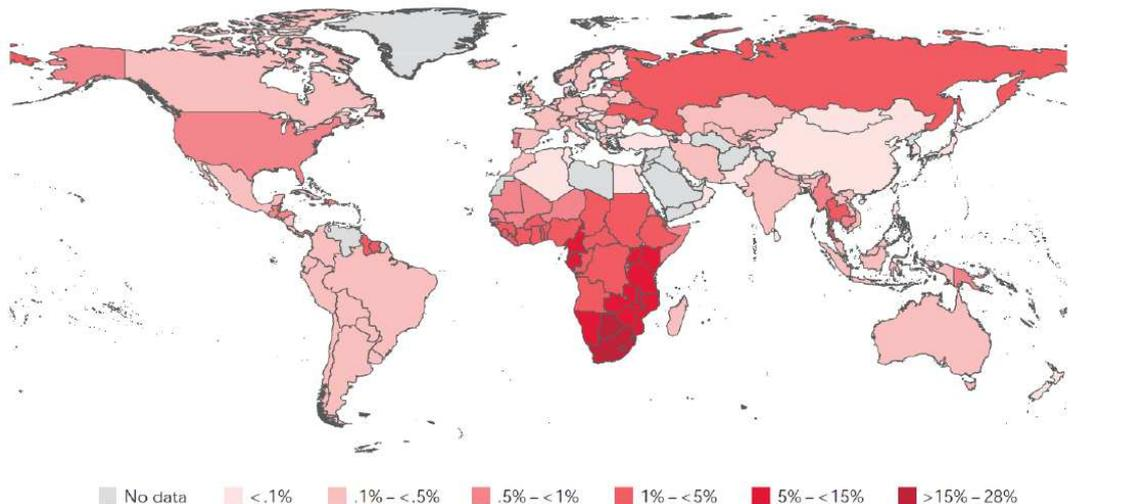 No data <.1% .1% – <.5% .5% – <1% 1% – <5% 5% – <15% >15% – 28%